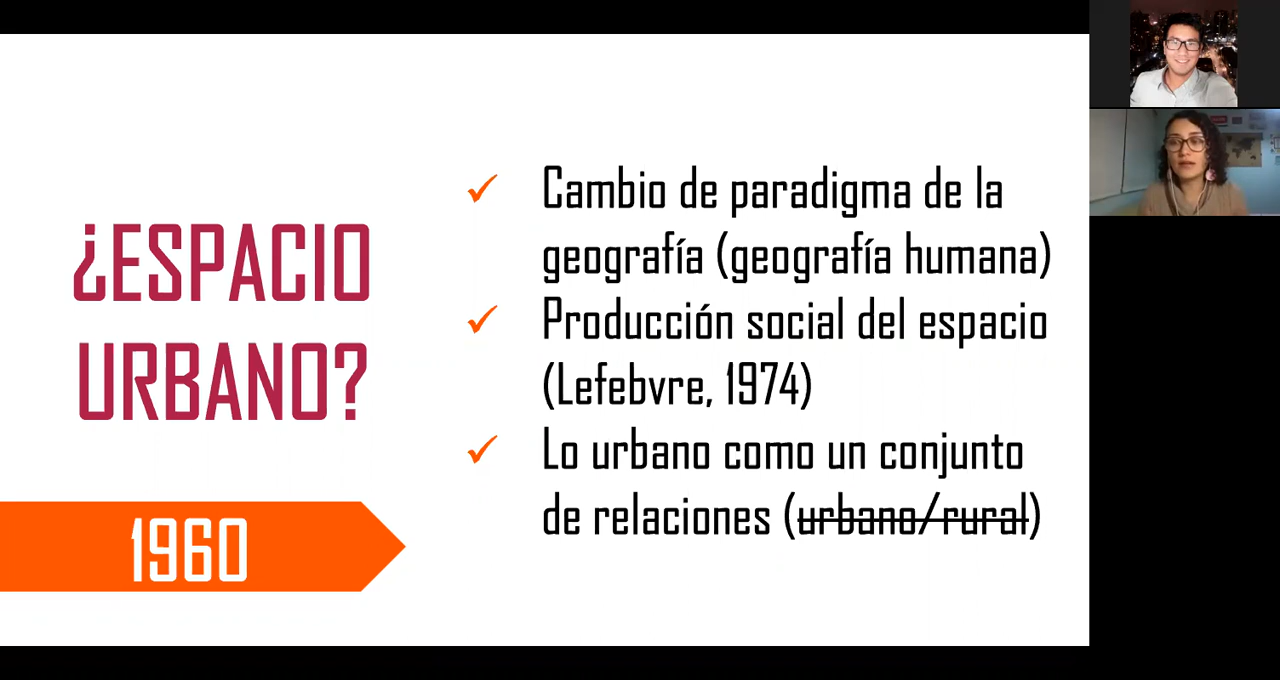 ¿ESPACIO
URBANO?
1960
Cambio de paradigma de la
geografía (geografía humana)
Producción social del espacio
(Lefebvre, 1974)
Lo urbano como un conjunto
de relaciones (urbano/rural)